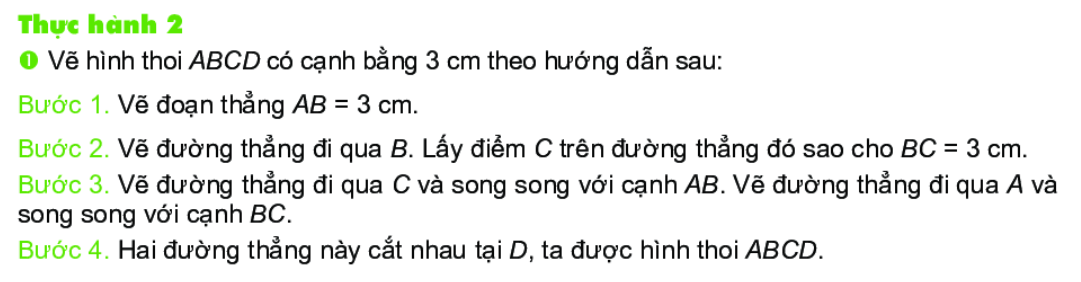 Thực hành 2
❶ Vẽ hình thoi ABCD có cạnh bằng 3 cm theo hướng dẫn sau:
Bước 1. Vẽ đoạn thẳng AB = 3 cm.
Bước 2. Vẽ đường thẳng đi qua B. Lấy điểm C trên đường thẳng đó sao cho BC = 3 cm.
Bước 3. Vẽ đường thẳng đi qua C và song song với cạnh AB. Vẽ đường thẳng đi qua A và
song song với cạnh BC.
Bước 4. Hai đường thẳng này cắt nhau tại D, ta được hình thoi ABCD.